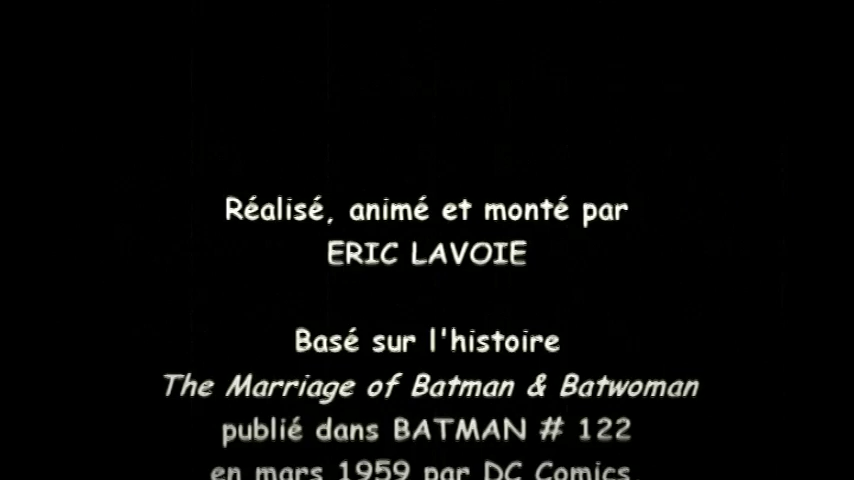 Réalisé, animé et monté par
ERIC LAVOIE
Basé sur l'histoire
The Marriage of Batman & Batwoman
publié dans BATMAN # 122
en mars 1959 par DC Comics